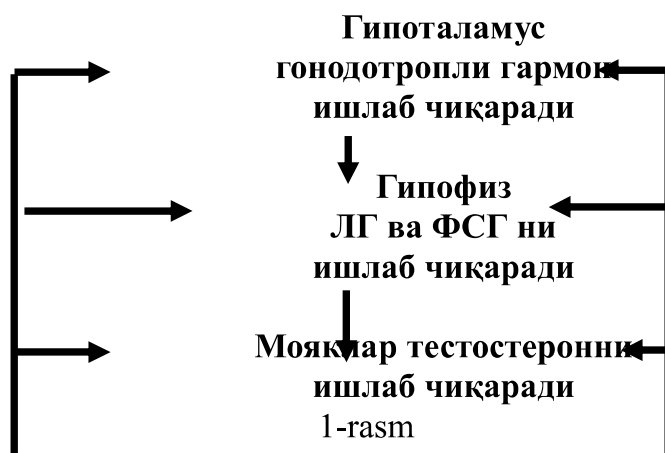 Гипоталамус
гонодотропли гармон
ишлаб чиқаради
Гипофиз
ЛГ ва ФСГ ни
ишлаб чиқаради
Мояклар тестостеронни
ишлаб чиқаради
1-rasm